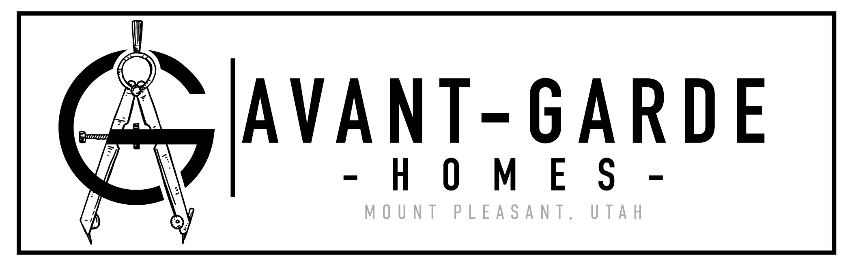 AVANT-GARDE
- HOMES -
MOUNT PLEASANT, UTAH